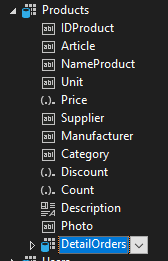 Products
IDProduct
Article
NameProduct
Unit
Price
Supplier
Manufacturer
Category
Discount
Count
Description
Photo
DetailOrders